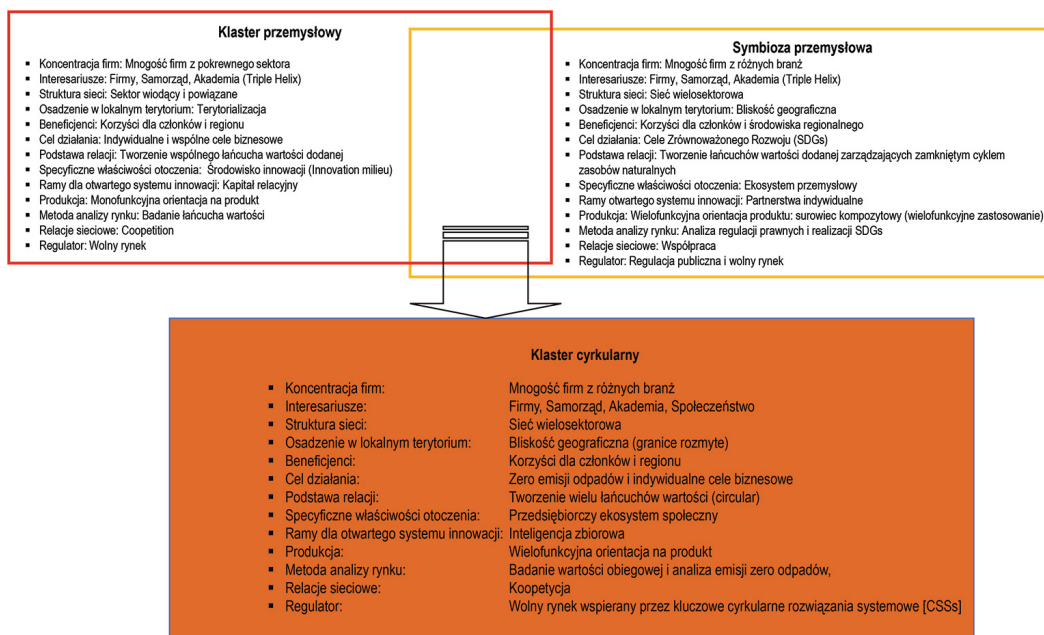 Klaster przemysłowy
▪ Koncentracja firm: Mnogość firm z pokrewnego sektora
▪ Interesariusze: Firmy, Samorząd, Akademia (Triple Helix)
▪ Struktura sieci: Sektor wiodący i powiązane
▪ Osadzenie w lokalnym terytorium: Terytorializacja
▪ Beneficjenci: Korzyści dla członków i regionu
▪ Cel działania: Indywidualne i wspólne cele biznesowe
▪ Podstawa relacji: Tworzenie wspólnego łańcucha wartości dodanej
▪ Specyficzne właściwości otoczenia: Środowisko innowacji (Innovation milieu)
▪ Ramy dla otwartego systemu innowacji: Kapitał relacyjny
▪ Produkcja: Monofunkcyjna orientacja na produkt
▪ Metoda analizy rynku: Badanie łańcucha wartości
▪ Relacje sieciowe: Coopetition
▪ Regulator: Wolny rynek
Symbioza przemysłowa
▪ Koncentracja firm: Mnogość firm z różnych branż
▪ Interesariusze: Firmy, Samorząd, Akademia (Triple Helix)
▪ Struktura sieci: Sieć wielosektorowa
▪ Osadzenie w lokalnym terytorium: Bliskość geograficzna
▪ Beneficjenci: Korzyści dla członków i środowiska regionalnego
▪ Cel działania: Cele Zrównoważonego Rozwoju (SDGs)
▪ Podstawa relacji: Tworzenie łańcuchów wartości dodanej zarządzających zamkniętym cyklem
zasobów naturalnych
▪ Specyficzne właściwości otoczenia: Ekosystem przemysłowy
▪ Ramy otwartego systemu innowacji: Partnerstwa indywidualne
▪ Produkcja: Wielofunkcyjna orientacja produktu: surowiec kompozytowy (wielofunkcyjne zastosowanie)
▪ Metoda analizy rynku: Analiza regulacji prawnych i realizacji SDGs
▪ Relacje sieciowe: Współpraca
▪ Regulator: Regulacja publiczna i wolny rynek
Klaster cyrkularny
▪ Koncentracja firm: Mnogość firm z różnych branż
▪ Interesariusze: Firmy, Samorząd, Akademia, Społeczeństwo
▪ Struktura sieci: Sieć wielosektorowa
▪ Osadzenie w lokalnym terytorium: Bliskość geograficzna (granice rozmyte)
▪ Beneficjenci: Korzyści dla członków i regionu
▪ Cel działania: Zero emisji odpadów i indywidualne cele biznesowe
▪ Podstawa relacji: Tworzenie wielu łańcuchów wartości (circular)
▪ Specyficzne właściwości otoczenia: Przedsiębiorczy ekosystem społeczny
▪ Ramy dla otwartego systemu innowacji: Inteligencja zbiorowa
▪ Produkcja: Wielofunkcyjna orientacja na produkt
▪ Metoda analizy rynku: Badanie wartości obiegowej i analiza emisji zero odpadów,
▪ Relacje sieciowe: Koopetycja
▪ Regulator: Wolny rynek wspierany przez kluczowe cyrkularne rozwiązania systemowe [CSSs]